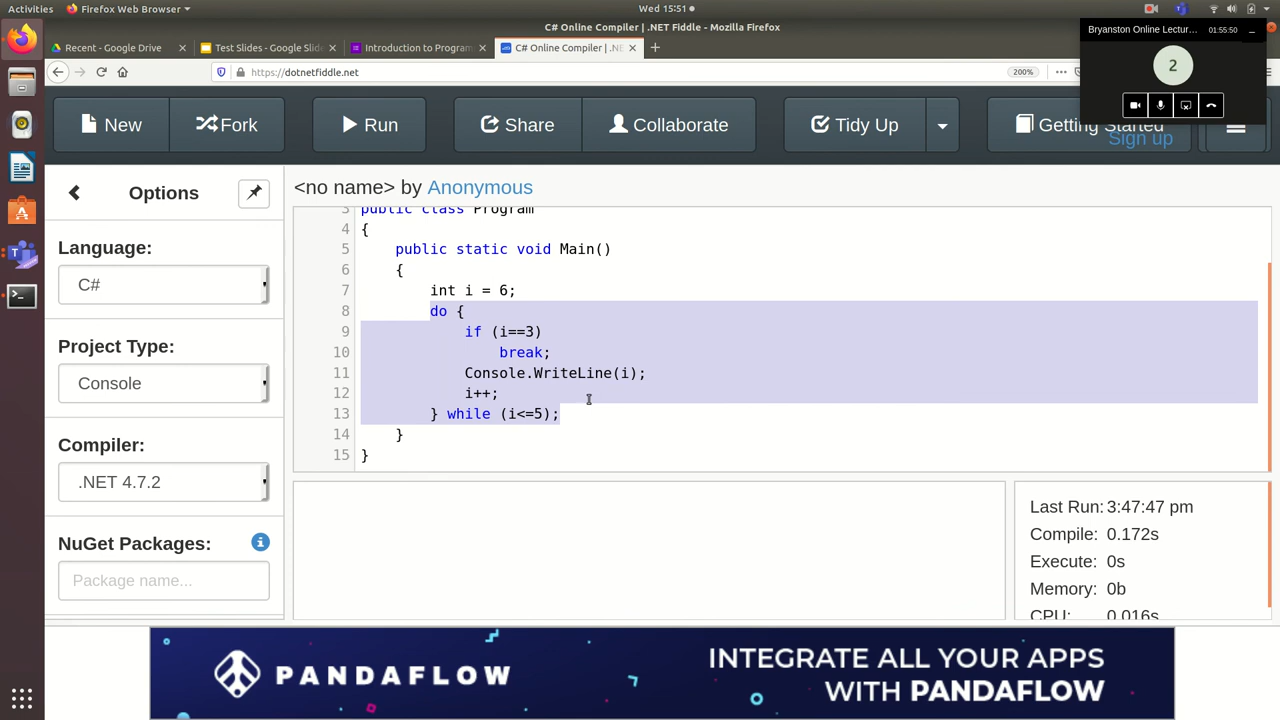 Activities Firefox Web Browser Wed 15:51
C# Online Compiler | .NET Fiddle - Mozilla Firefox
Recent - Google Drive Test Slides - Google Slid Introduction to Program C# Online Compiler | .NE
https://dotnetfiddle.net 200%
Bryanston Online Lectur... 01:55:50
2
New Fork Run Share Collaborate Tidy Up Getting Started
Sign up
Options
<no name> by Anonymous
Language:
C#
Project Type:
Console
Compiler:
.NET 4.7.2
NuGet Packages:
Package name...
3 public class Program
4 {
5 public static void Main()
6 {
7 int i = 6;
8 do {
9 if (i==3)
10 break;
11 Console.WriteLine(i);
12 i++;
13 } while (i<=5);
14 }
15 }
Last Run: 3:47:47 pm
Compile: 0.172s
Execute: 0s
Memory: 0b
CPU: 0.016s
PANDAFLOW
INTEGRATE ALL YOUR APPS
WITH PANDAFLOW